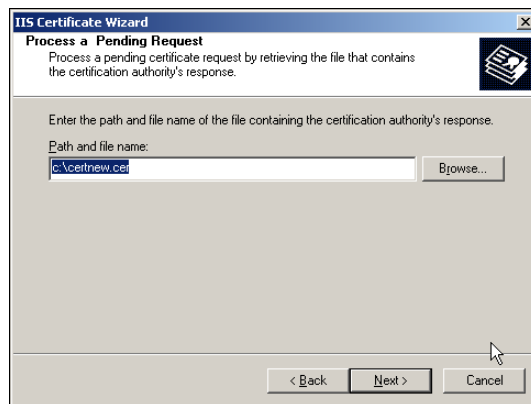 IIS Certificate Wizard
Process a Pending Request
Process a pending certificate request by retrieving the file that contains
the certification authority's response.
Enter the path and file name of the file containing the certification authority's response.
Path and file name:
c:\certnew.cer
Browse...
< Back
Next >
Cancel